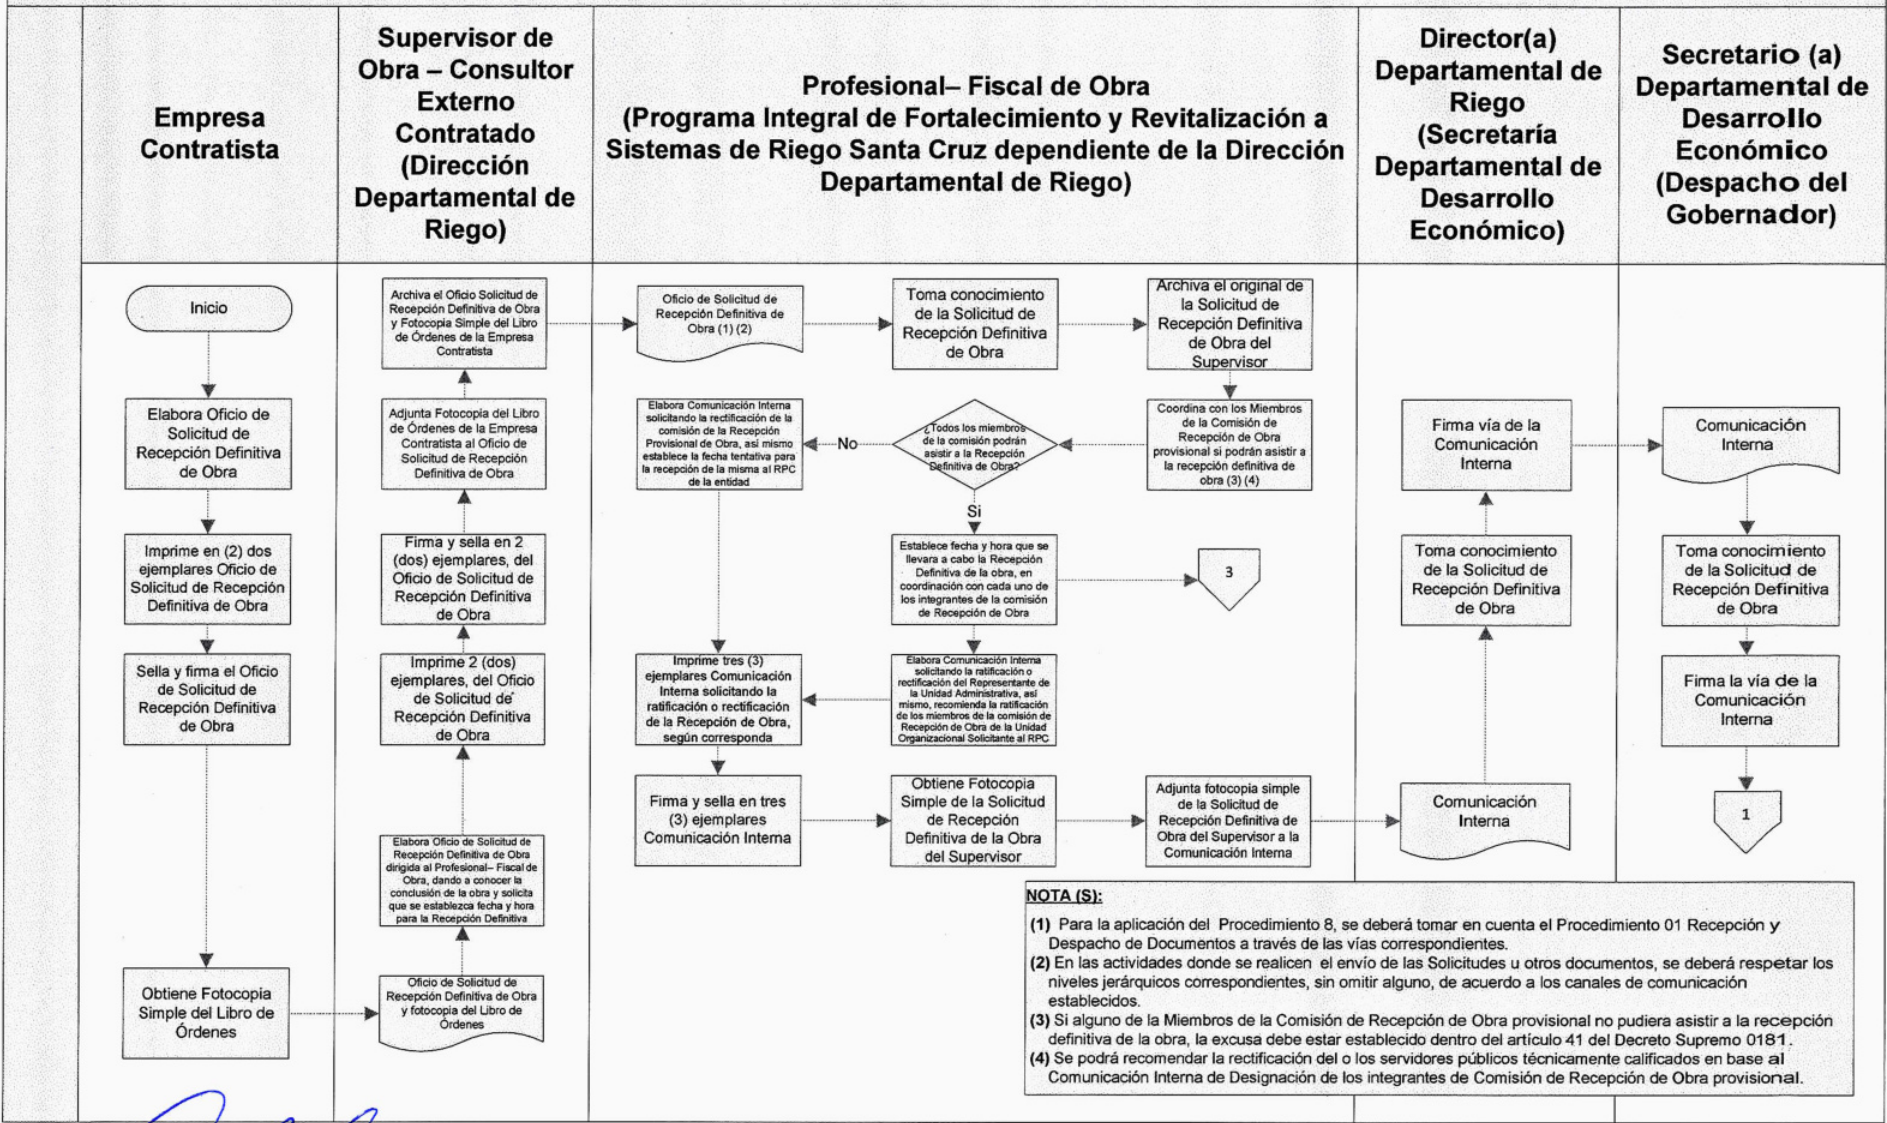 Empresa
Contratista
Supervisor de
Obra – Consultor
Externo
Contratado
(Dirección
Departamental de
Riego)
Profesional– Fiscal de Obra
(Programa Integral de Fortalecimiento y Revitalización a
Sistemas de Riego Santa Cruz dependiente de la Dirección
Departamental de Riego)
Director(a)
Departamental de
Riego
(Secretaría
Departamental de
Desarrollo
Económico)
Secretario (a)
Departamental de
Desarrollo
Económico
(Despacho del
Gobernador)
Inicio
Elabora Oficio de
Solicitud de
Recepción Definitiva
de Obra
Imprime en (2) dos
ejemplares Oficio de
Solicitud de Recepción
Definitiva de Obra
Sella y firma el Oficio
de Solicitud de
Recepción Definitiva
de Obra
Obtiene Fotocopia
Simple del Libro de
Órdenes
Archiva el Oficio Solicitud de
Recepción Definitiva de Obra
y Fotocopia Simple del Libro
de Órdenes de la Empresa
Contratista
Adjunta Fotocopia del Libro
de Órdenes de la Empresa
Contratista al Oficio de
Solicitud de Recepción
Definitiva de Obra
Firma y sella en 2
(dos) ejemplares, del
Oficio de Solicitud de
Recepción Definitiva
de Obra
Imprime 2 (dos)
ejemplares, del Oficio
de Solicitud de
Recepción Definitiva
de Obra
Elabora Oficio de Solicitud de
Recepción Definitiva de Obra
dirigida al Profesional– Fiscal de
Obra, dando a conocer la
conclusión de la obra y solicita
que se establezca fecha y hora
para la Recepción Definitiva
Oficio de Solicitud de
Recepción Definitiva de Obra
y fotocopia del Libro de
Órdenes
Oficio de Solicitud de
Recepción Definitiva de
Obra (1) (2)
Toma conocimiento
de la Solicitud de
Recepción Definitiva
de Obra
Archiva el original de
la Solicitud de
Recepción Definitiva
de Obra del
Supervisor
Elabora Comunicación Interna
solicitando la rectificación de la
comisión de la Recepción
Provisional de Obra, así mismo
establece la fecha tentativa para
la recepción de la misma al RPC
de la entidad
No
¿Todos los miembros
de la comisión podrán
asistir a la Recepción
Definitiva de Obra?
Coordina con los Miembros
de la Comisión de
Recepción de Obra
provisional si podrán asistir a
la recepción definitiva de
obra (3) (4)
Si
Establece fecha y hora que se
llevara a cabo la Recepción
Definitiva de la obra, en
coordinación con cada uno de
los integrantes de la comisión
de Recepción de Obra
3
Imprime tres (3)
ejemplares Comunicación
Interna solicitando la
ratificación o rectificación
de la Recepción de Obra,
según corresponda
Elabora Comunicación Interna
solicitando la ratificación o
rectificación del Representante de
la Unidad Administrativa, así
mismo, recomienda la ratificación
de los miembros de la comisión de
Recepción de Obra de la Unidad
Organizacional Solicitante al RPC
Firma y sella en tres
(3) ejemplares
Comunicación Interna
Obtiene Fotocopia
Simple de la Solicitud
de Recepción
Definitiva de la Obra
del Supervisor
Adjunta fotocopia simple
de la Solicitud de
Recepción Definitiva de
Obra del Supervisor a la
Comunicación Interna
Firma vía de la
Comunicación
Interna
Toma conocimiento
de la Solicitud de
Recepción Definitiva
de Obra
Comunicación
Interna
Comunicación
Interna
Toma conocimiento
de la Solicitud de
Recepción Definitiva
de Obra
Firma la vía de la
Comunicación
Interna
1
NOTA (S):
(1) Para la aplicación del Procedimiento 8, se deberá tomar en cuenta el Procedimiento 01 Recepción y
Despacho de Documentos a través de las vías correspondientes.
(2) En las actividades donde se realicen el envío de las Solicitudes u otros documentos, se deberá respetar los
niveles jerárquicos correspondientes, sin omitir alguno, de acuerdo a los canales de comunicación
establecidos.
(3) Si alguno de la Miembros de la Comisión de Recepción de Obra provisional no pudiera asistir a la recepción
definitiva de la obra, la excusa debe estar establecido dentro del artículo 41 del Decreto Supremo 0181.
(4) Se podrá recomendar la rectificación del o los servidores públicos técnicamente calificados en base al
Comunicación Interna de Designación de los integrantes de Comisión de Recepción de Obra provisional.